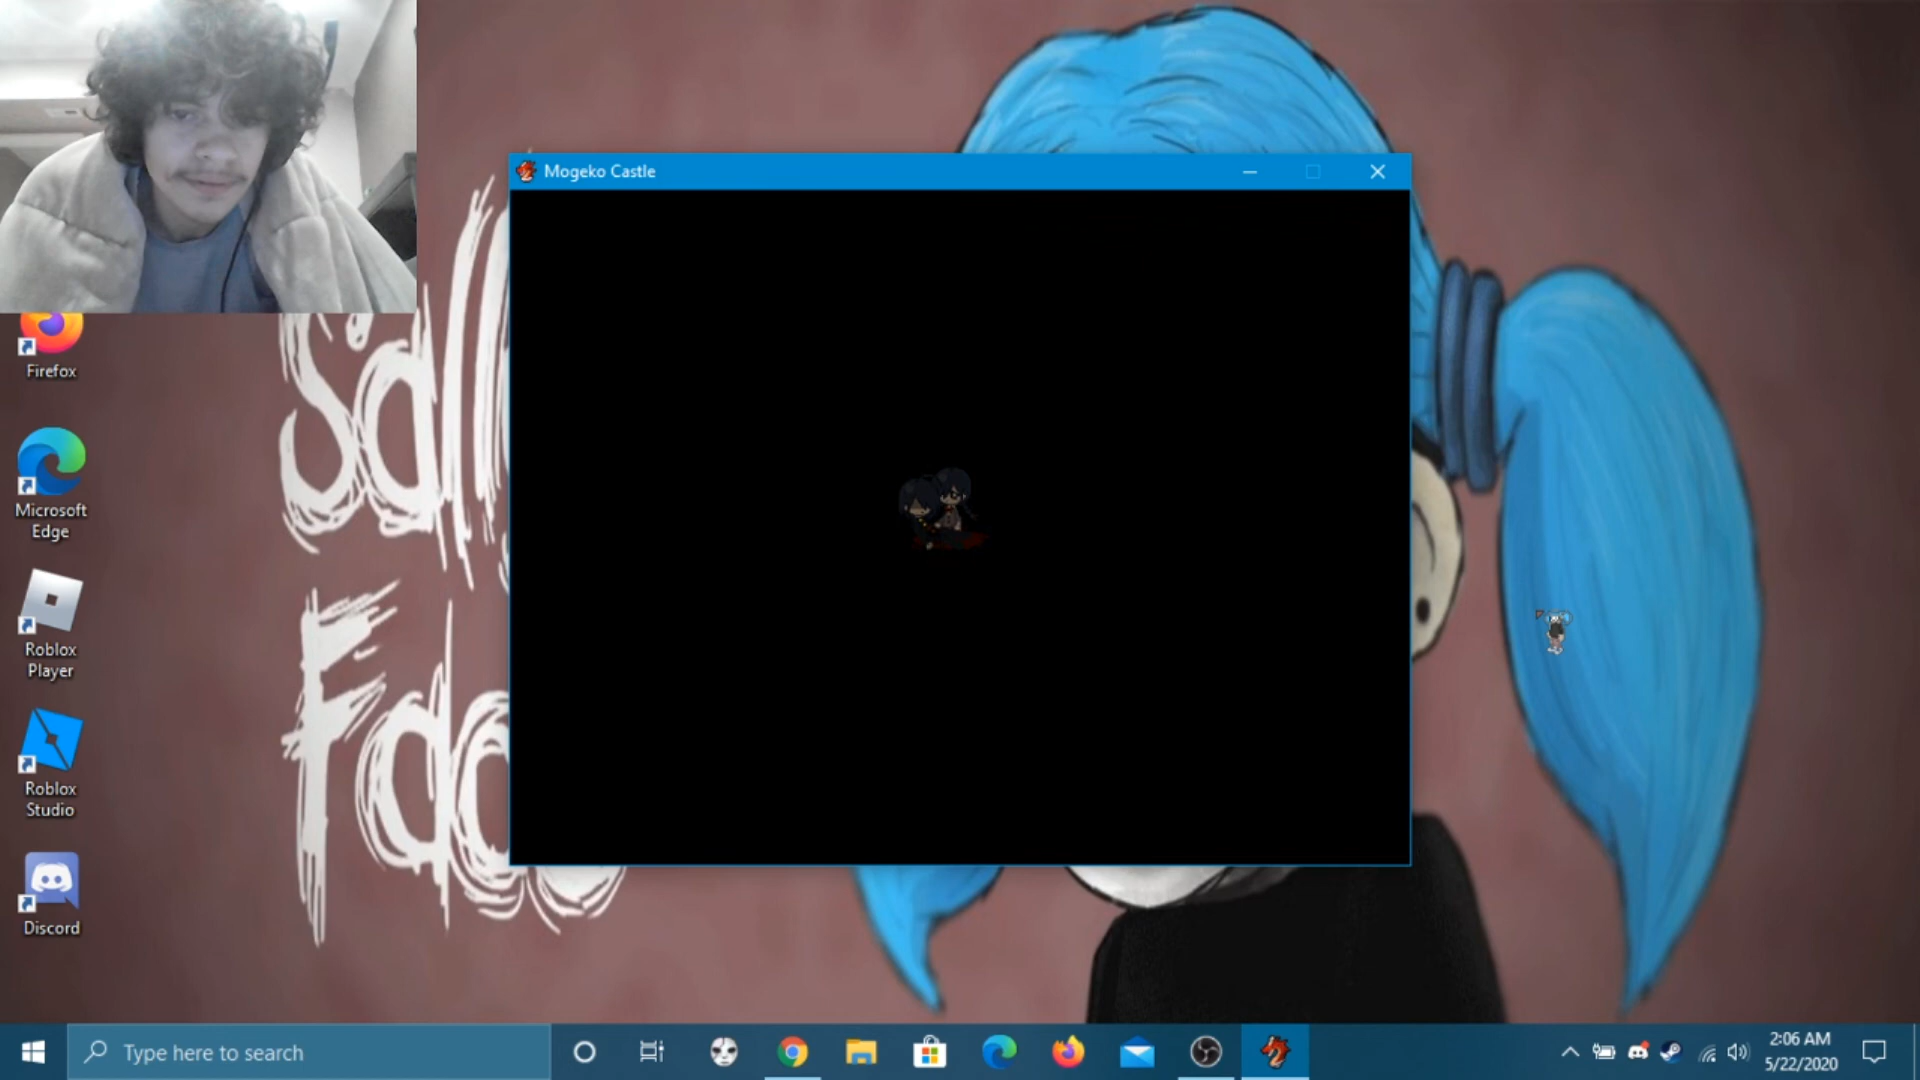 Mogeko Castle
Sally
Firefox
Microsoft
Edge
Roblox
Player
Roblox
Studio
Discord
Type here to search
2:06 AM
5/22/2020